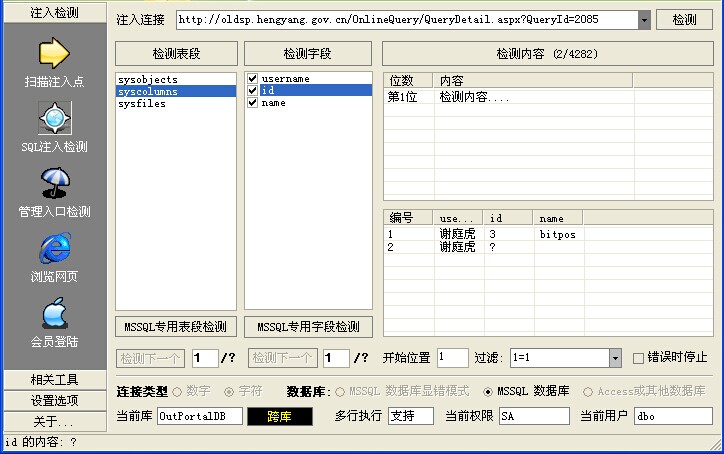 注入检测
扫描注入点
SQL注入检测
管理入口检测
浏览网页
会员登陆
相关工具
设置选项
关于...
注入连接 http://oldsp.hengyang.gov.cn/OnlineQuery/QueryDetail.aspx?QueryId=2085 检测
检测表段 检测字段 检测内容 (2/4282)
sysobjects
syscolumns
sysfiles
username
id
name
位数 内容
第1位 检测内容....
编号 use... id name
1 谢庭虎 3 bitpos
2 谢庭虎 ?
MSSQL专用表段检测 MSSQL专用字段检测
检测下一个 1 /? 检测下一个 1 /? 开始位置 1 过滤: 1=1 错误时停止
连接类型 数字 字符 数据库: MSSQL 数据库显错模式 MSSQL 数据库 Access或其他数据库
当前库 OutPortalDB 跨库 多行执行 支持 当前权限 SA 当前用户 dbo
id 的内容: ?